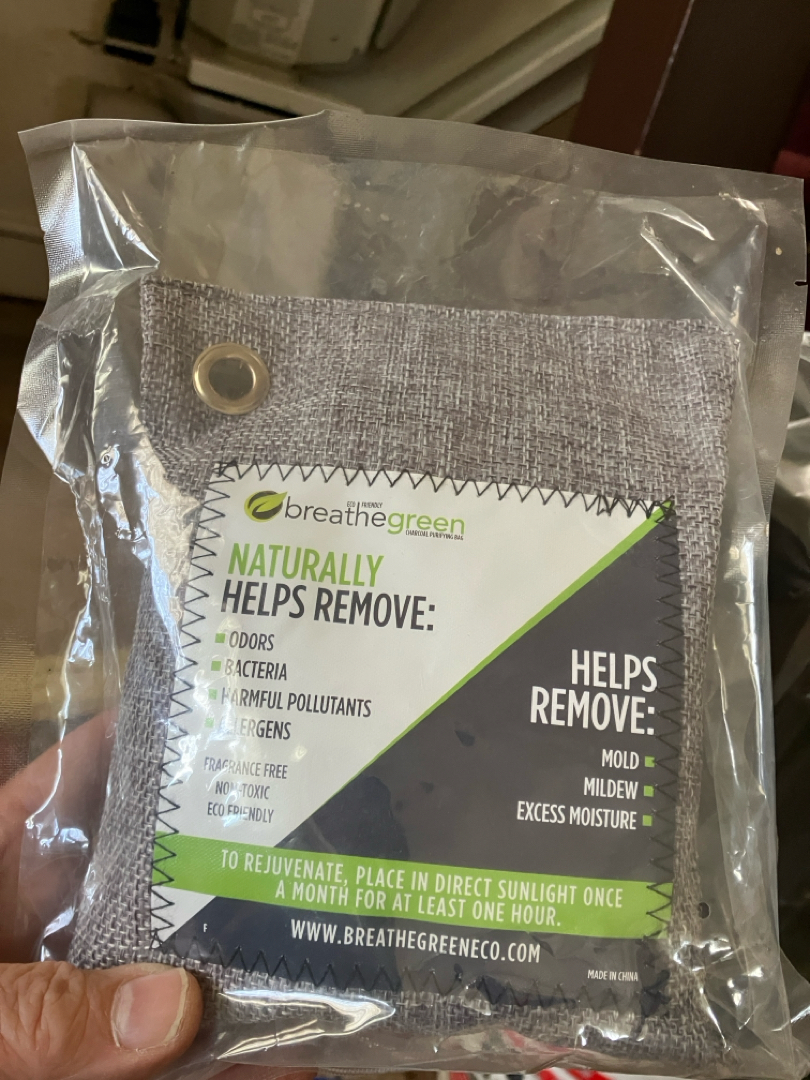 ECO FRIENDLY
breathegreen
CHARCOAL PURIFYING BAG
NATURALLY
HELPS REMOVE:
ODORS
BACTERIA
HARMFUL POLLUTANTS
ALLERGENS
FRAGRANCE FREE
NON-TOXIC
ECO FRIENDLY
HELPS
REMOVE:
MOLD
MILDEW
EXCESS MOISTURE
TO REJUVENATE, PLACE IN DIRECT SUNLIGHT ONCE
A MONTH FOR AT LEAST ONE HOUR.
F
WWW.BREATHEGREENECO.COM
MADE IN CHINA